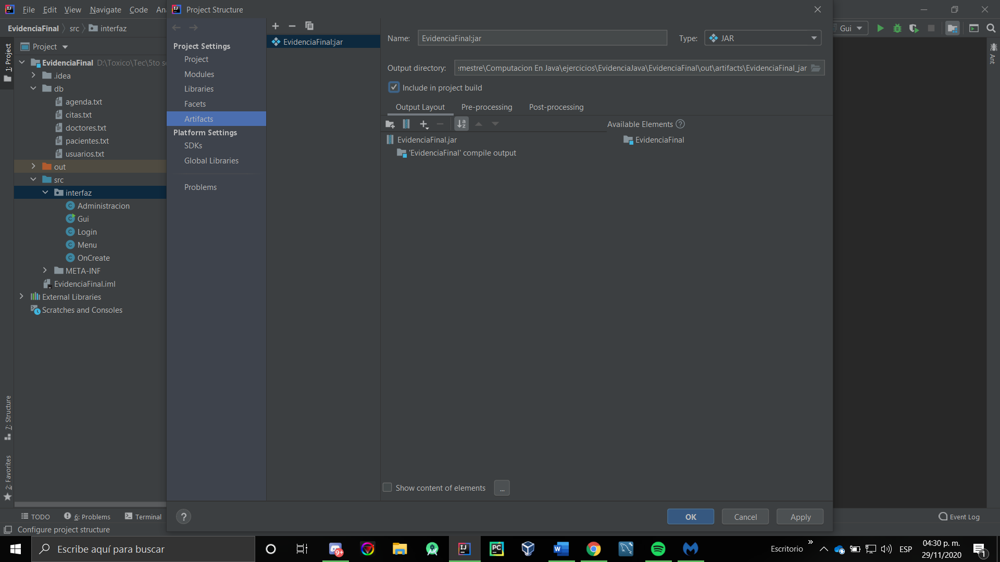 File Edit View Navigate Code An
Project Structure
EvidenciaFinal src interfaz
Gui
1: Project
Project
EvidenciaFinal D:\Toxico\Tec\5to s
.idea
db
agenda.txt
citas.txt
doctores.txt
pacientes.txt
usuarios.txt
out
src
interfaz
Administracion
Gui
Login
Menu
OnCreate
META-INF
EvidenciaFinal.iml
External Libraries
Scratches and Consoles
7: Structure
2: Favorites
Project Settings
Project
Modules
Libraries
Facets
Artifacts
Platform Settings
SDKs
Global Libraries
Problems
EvidenciaFinal:jar
Name: EvidenciaFinal:jar Type: JAR
Output directory: emestre\Computacion En Java\ejercicios\EvidenciaJava\EvidenciaFinal\out\artifacts\EvidenciaFinal_jar
Include in project build
Output Layout Pre-processing Post-processing
Available Elements ?
EvidenciaFinal.jar
'EvidenciaFinal' compile output
EvidenciaFinal
Show content of elements ...
? OK Cancel Apply
Ant
TODO 6: Problems Terminal Event Log
Configure project structure
Escribe aquí para buscar
9+
IJ
PC
W
Escritorio » ESP
04:30 p. m.
29/11/2020
1